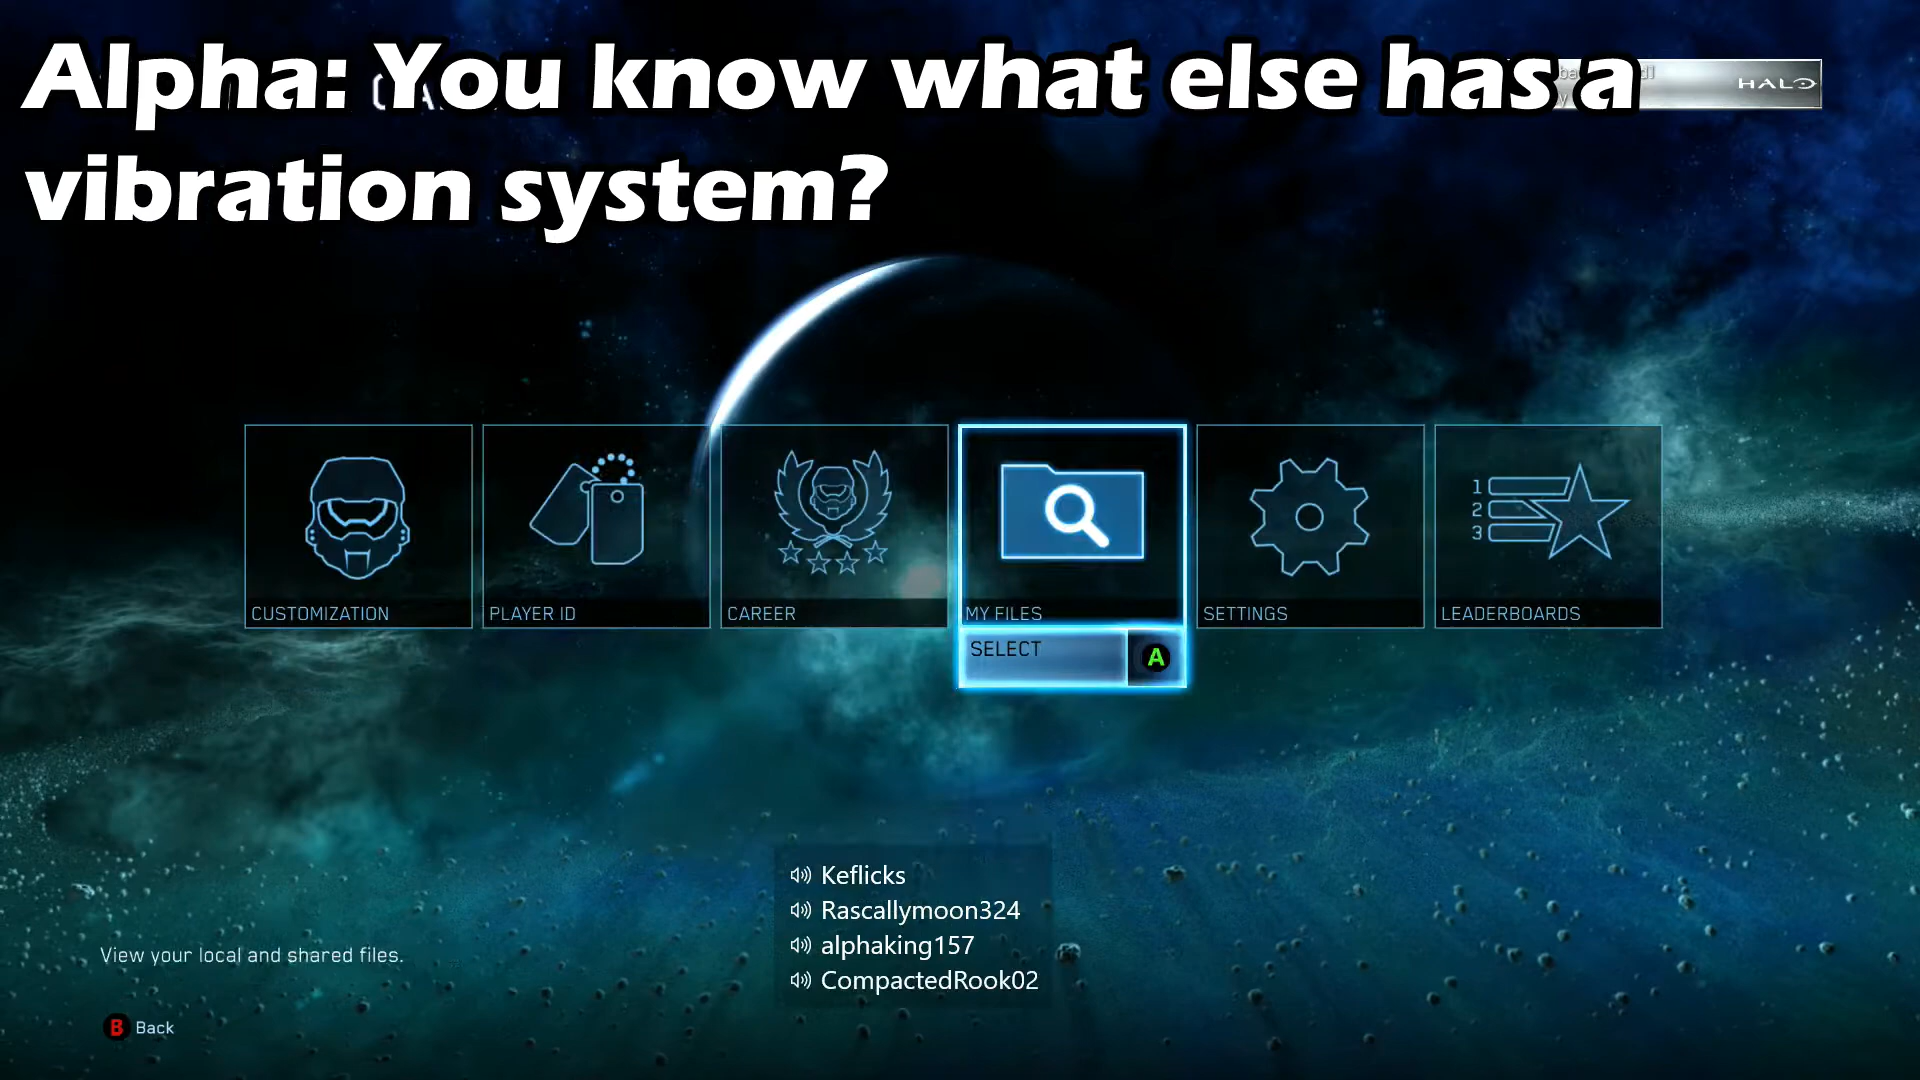 Alpha: You know what else has a
vibration system?
HALO
CUSTOMIZATION
PLAYER ID
CAREER
MY FILES
SETTINGS
LEADERBOARDS
1
2
3
SELECT
A
Keflicks
Rascallymoon324
alphaking157
CompactedRook02
View your local and shared files.
B Back